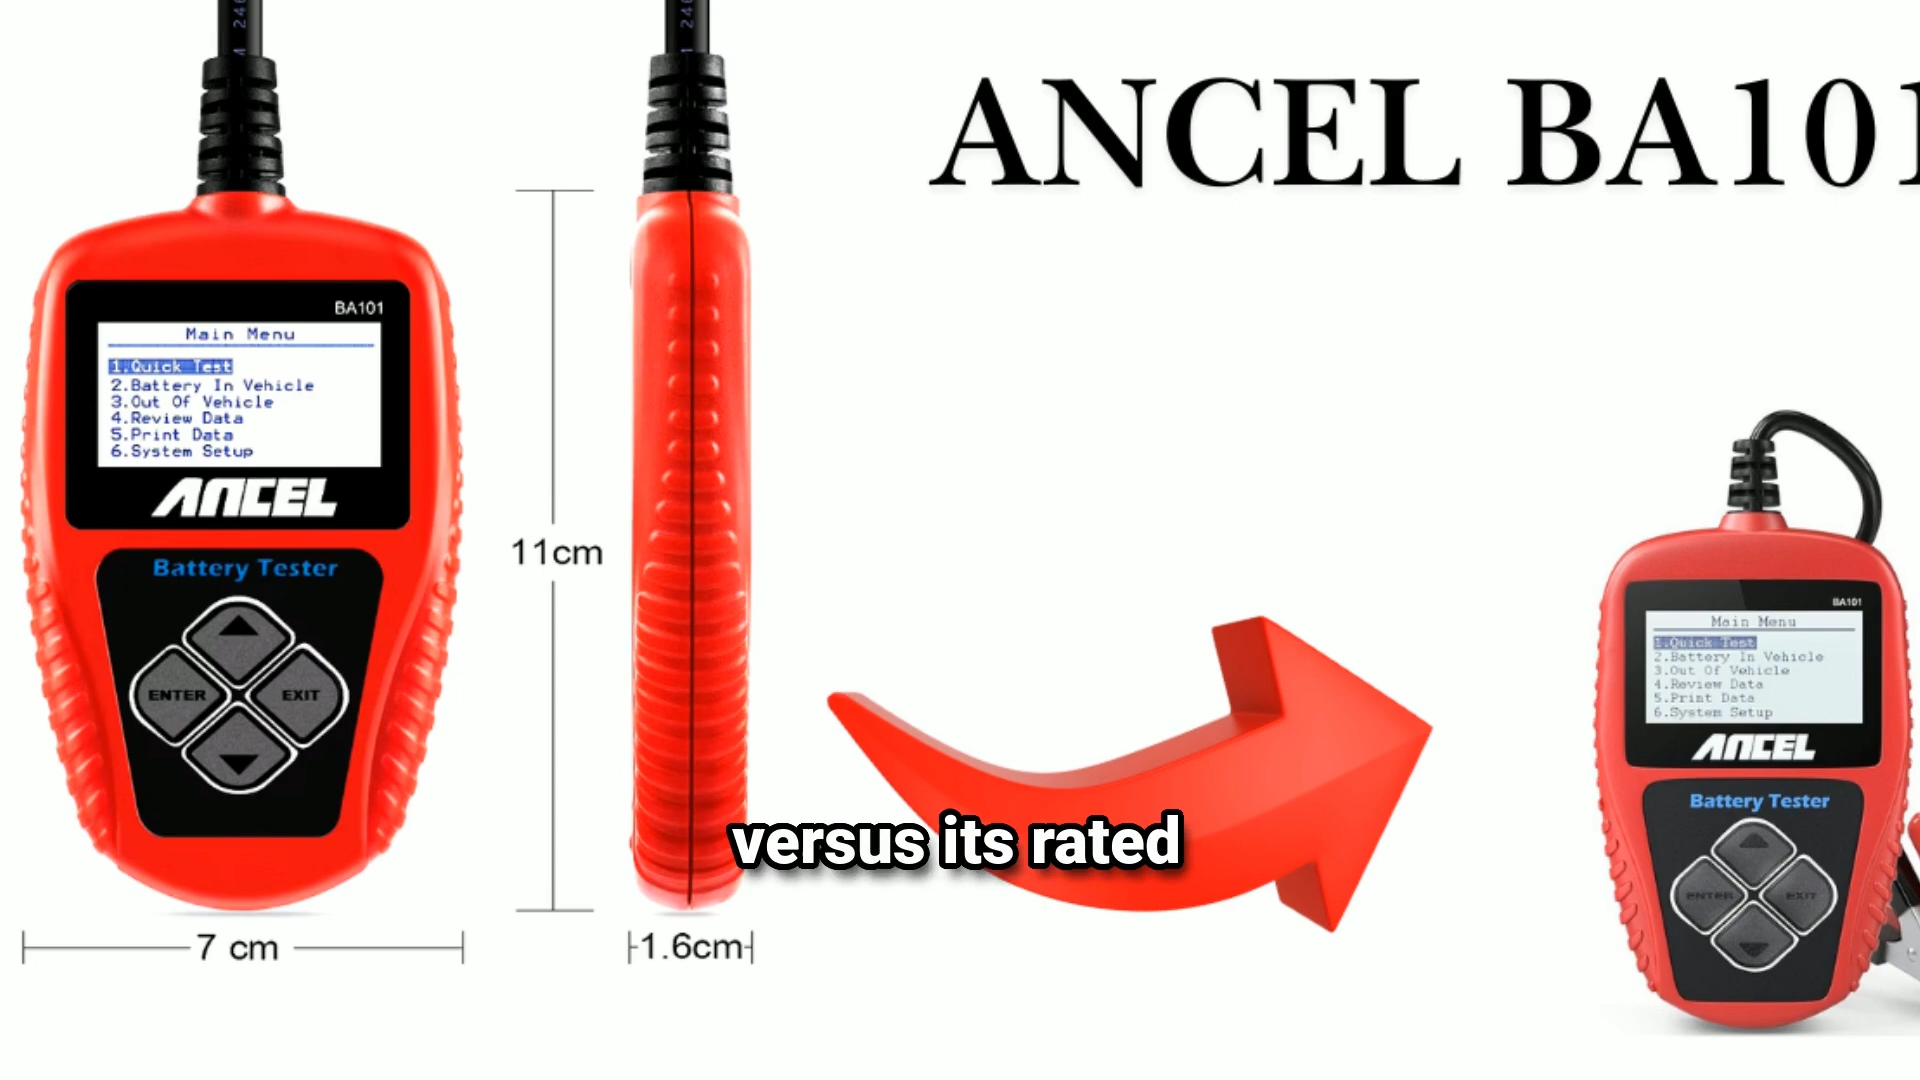 ANCEL BA101
BA101
Main Menu
1.Quick Test
2.Battery In Vehicle
3.Out Of Vehicle
4.Review Data
5.Print Data
6.System Setup
ANCEL
Battery Tester
ENTER
EXIT
7 cm
11cm
1.6cm
versus its rated
BA101
Main Menu
1.Quick Test
2.Battery In Vehicle
3.Out Of Vehicle
4.Review Data
5.Print Data
6.System Setup
ANCEL
Battery Tester
ENTER
EXIT